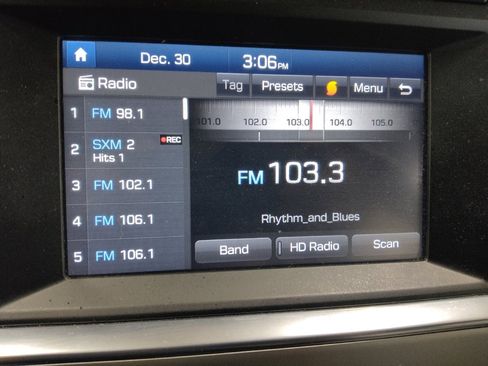 Dec. 30 3:06PM
Radio Tag Presets Menu
1 FM 98.1
2 SXM 2 REC
Hits 1
3 FM 102.1
4 FM 106.1
5 FM 106.1
101.0 102.0 103.0 104.0 105.0
FM 103.3
Rhythm_and_Blues
Band HD Radio Scan